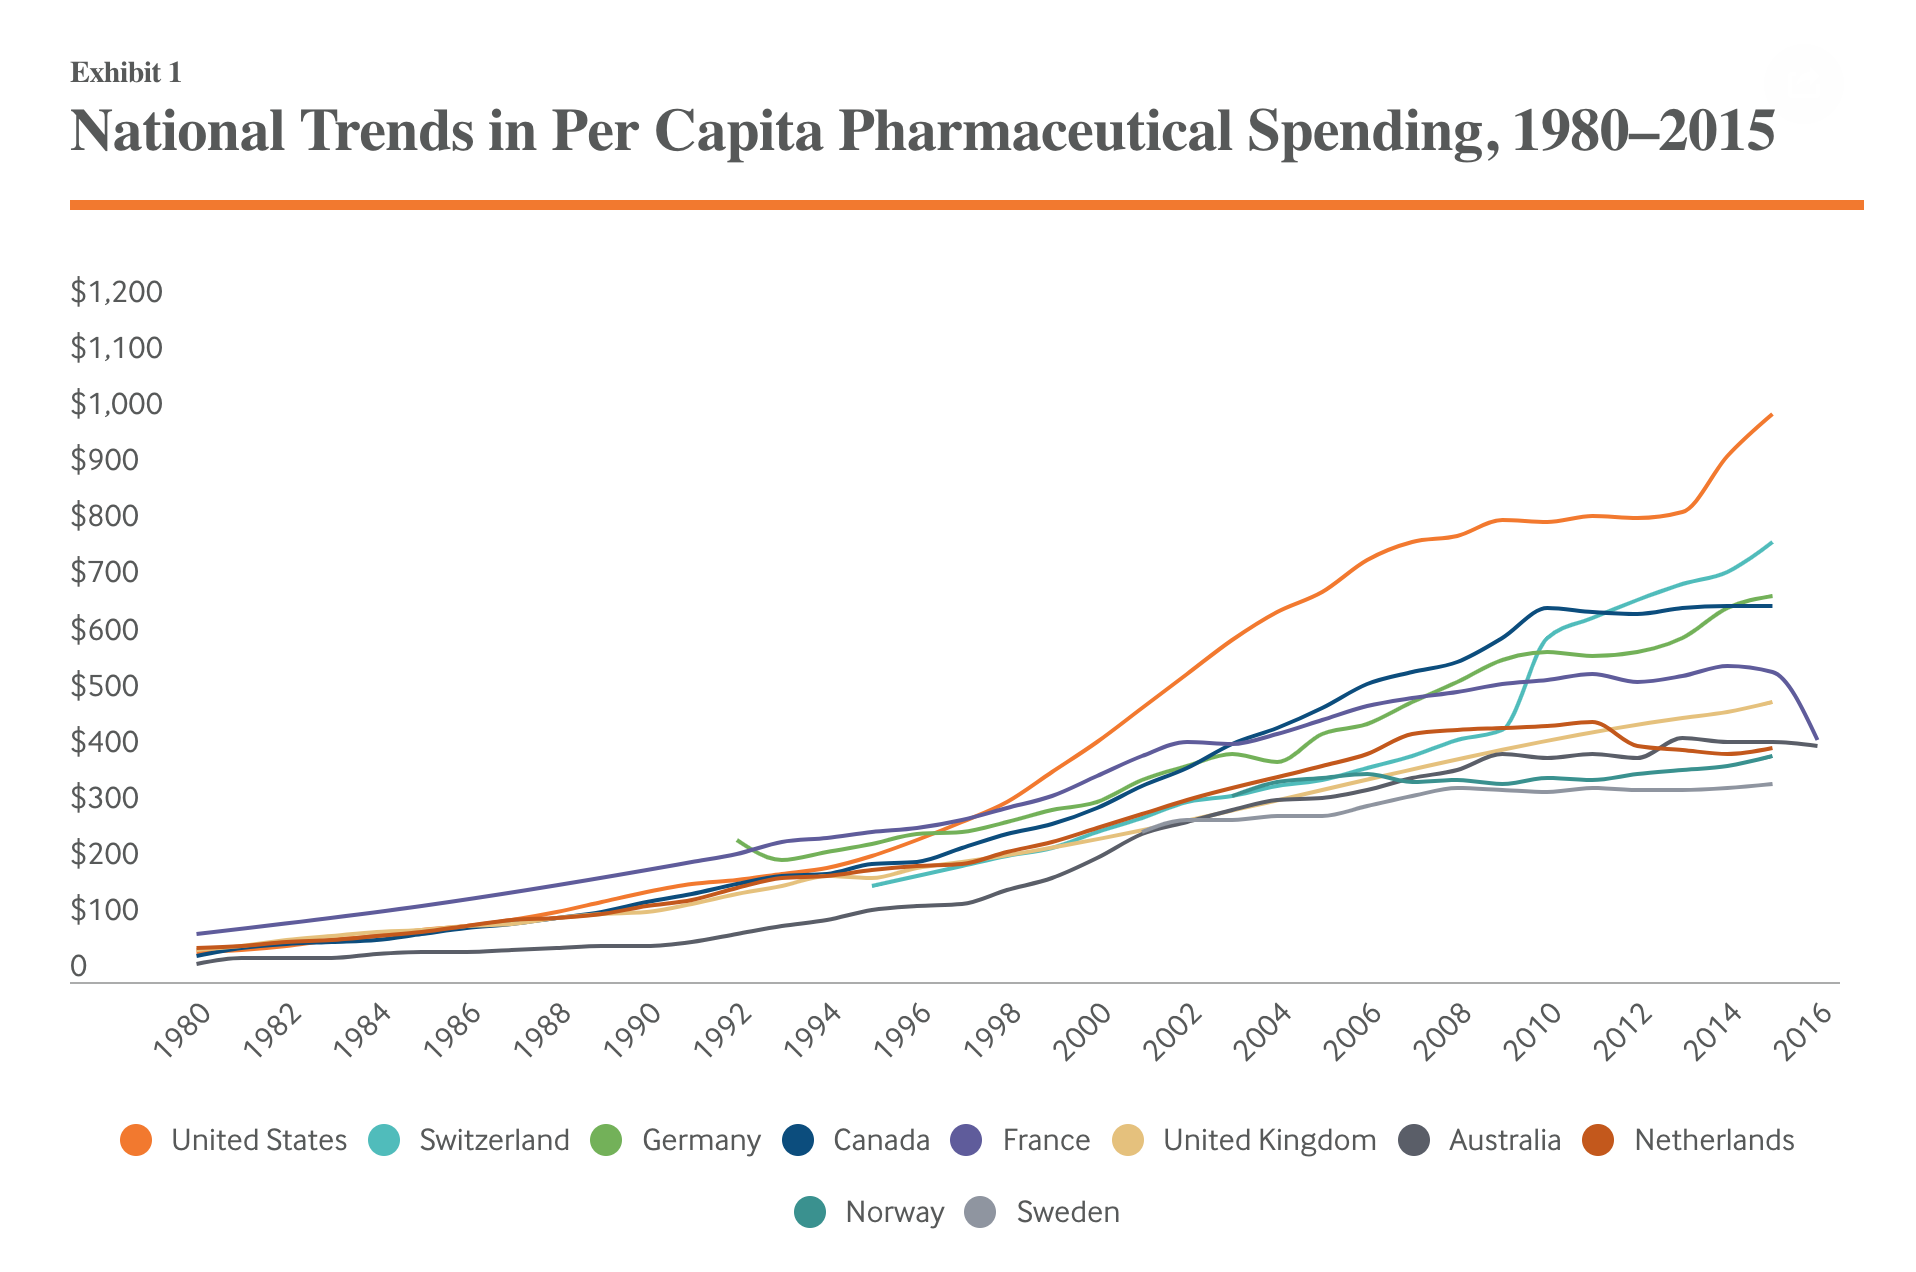 Exhibit 1
National Trends in Per Capita Pharmaceutical Spending, 1980–2015
$1,200
$1,100
$1,000
$900
$800
$700
$600
$500
$400
$300
$200
$100
0
1980 1982 1984 1986 1988 1990 1992 1994 1996 1998 2000 2002 2004 2006 2008 2010 2012 2014 2016
United States Switzerland Germany Canada France United Kingdom Australia Netherlands
Norway Sweden